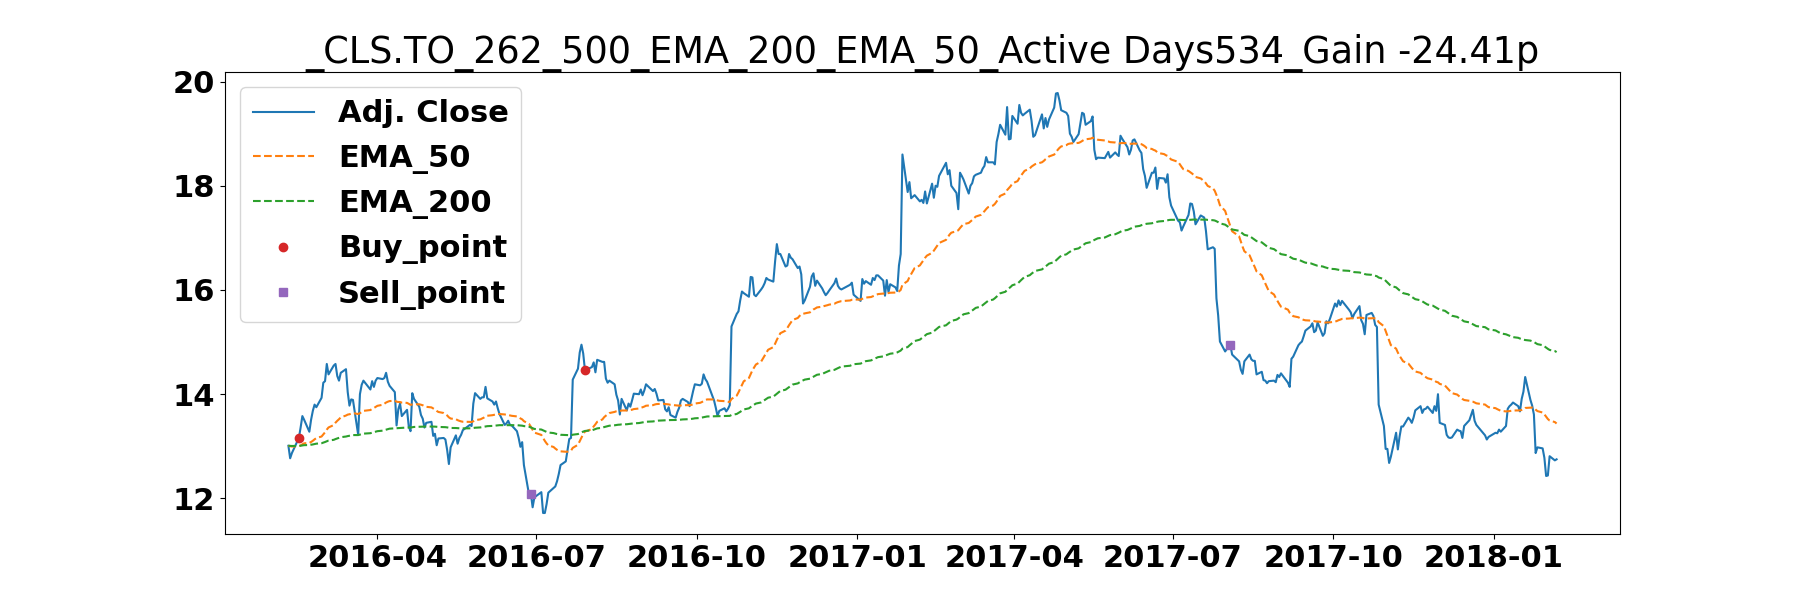 _CLS.TO_262_500_EMA_200_EMA_50_Active Days534_Gain -24.41p
20
18
16
14
12
Adj. Close
EMA_50
EMA_200
Buy_point
Sell_point
2016-04 2016-07 2016-10 2017-01 2017-04 2017-07 2017-10 2018-01